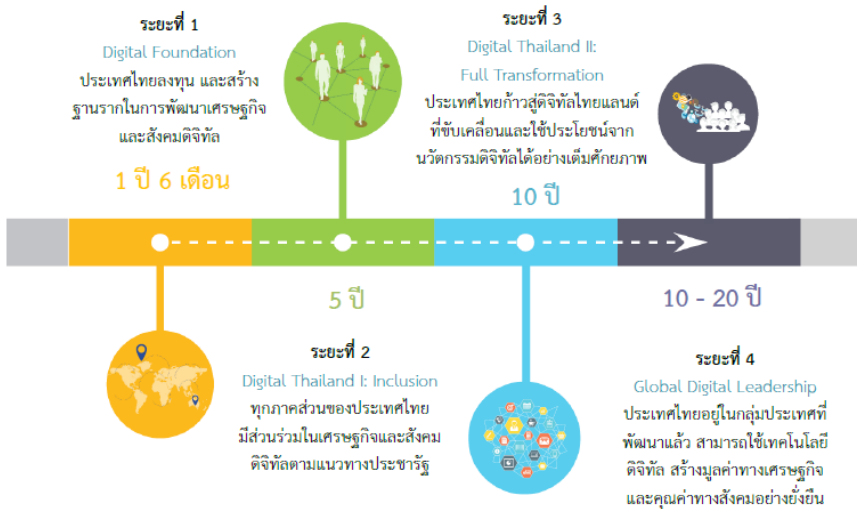 ระยะที่ 1
Digital Foundation
ประเทศไทยลงทุน และสร้าง
ฐานรากในการพัฒนาเศรษฐกิจ
และสังคมดิจิทัล
1 ปี 6 เดือน
5 ปี
ระยะที่ 2
Digital Thailand I: Inclusion
ทุกภาคส่วนของประเทศไทย
มีส่วนร่วมในเศรษฐกิจและสังคม
ดิจิทัลตามแนวทางประชารัฐ
ระยะที่ 3
Digital Thailand II:
Full Transformation
ประเทศไทยก้าวสู่ดิจิทัลไทยแลนด์
ที่ขับเคลื่อนและใช้ประโยชน์จาก
นวัตกรรมดิจิทัลได้อย่างเต็มศักยภาพ
10 ปี
10 - 20 ปี
ระยะที่ 4
Global Digital Leadership
ประเทศไทยอยู่ในกลุ่มประเทศที่
พัฒนาแล้ว สามารถใช้เทคโนโลยี
ดิจิทัล สร้างมูลค่าทางเศรษฐกิจ
และคุณค่าทางสังคมอย่างยั่งยืน